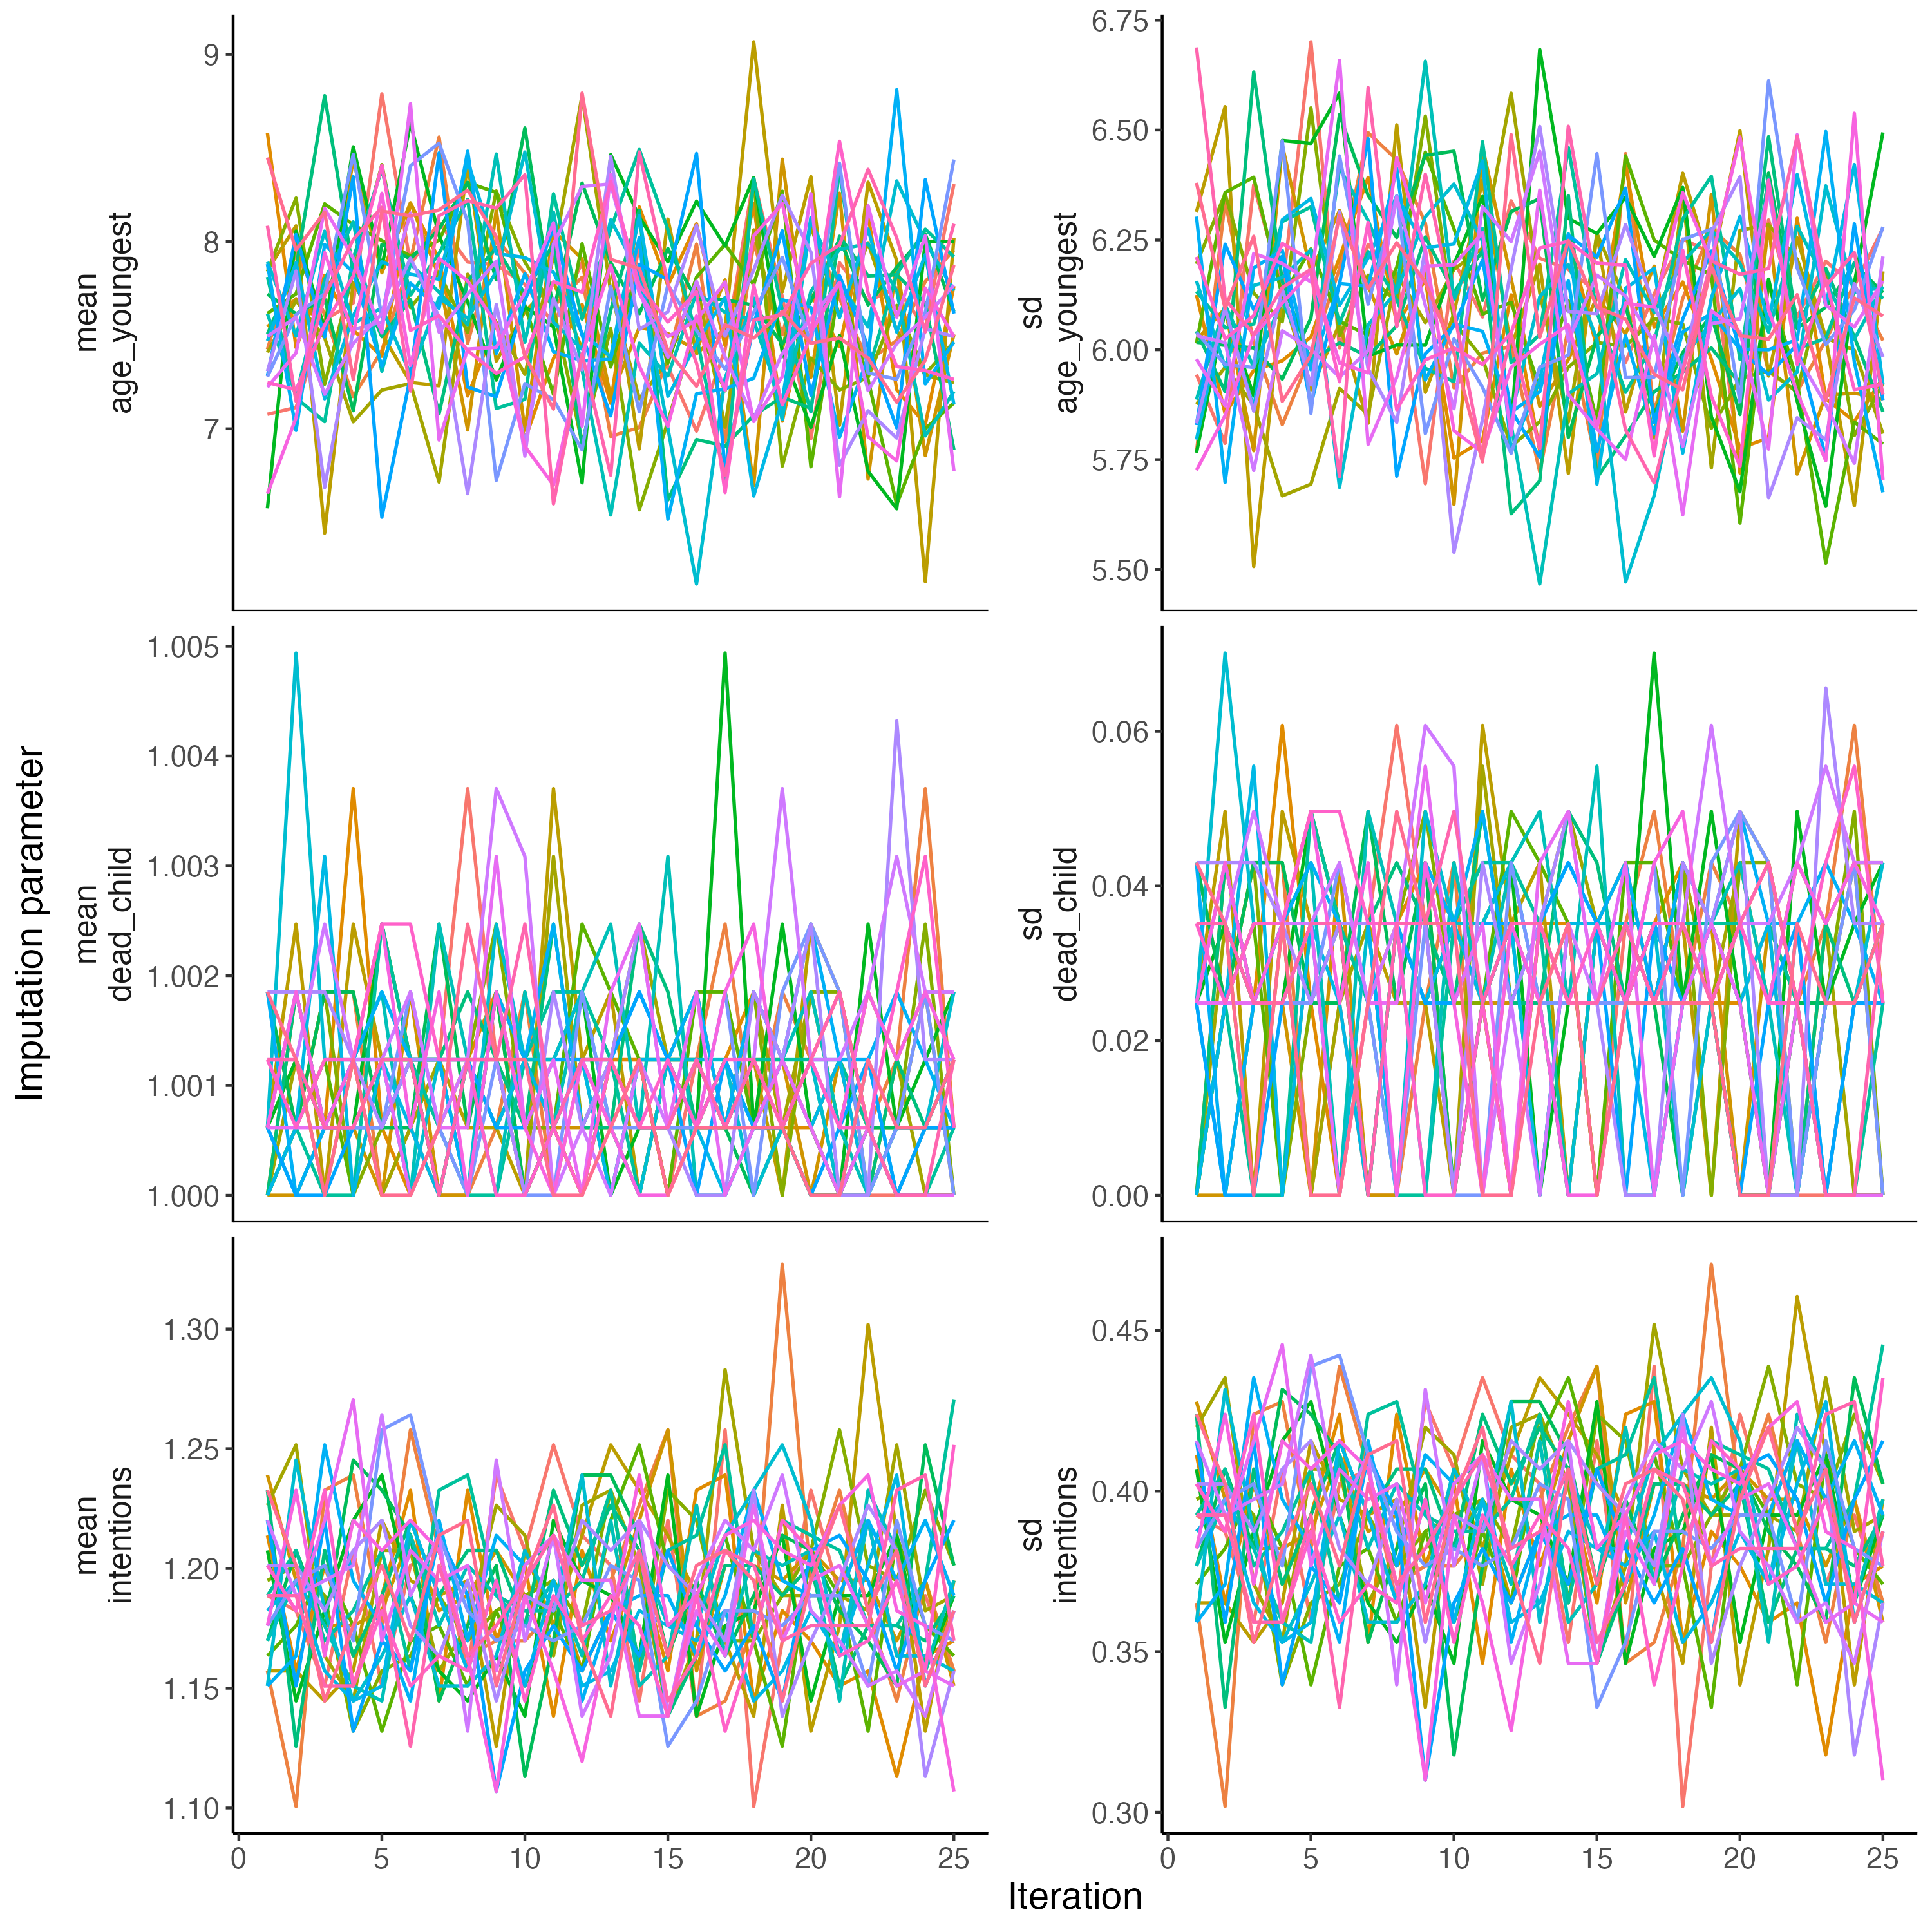 Imputation parameter
mean
age_youngest
9
8
7
sd
age_youngest
6.75
6.50
6.25
6.00
5.75
5.50
mean
dead_child
1.005
1.004
1.003
1.002
1.001
1.000
sd
dead_child
0.06
0.04
0.02
0.00
mean
intentions
1.30
1.25
1.20
1.15
1.10
sd
intentions
0.45
0.40
0.35
0.30
0 5 10 15 20 25
0 5 10 15 20 25
Iteration